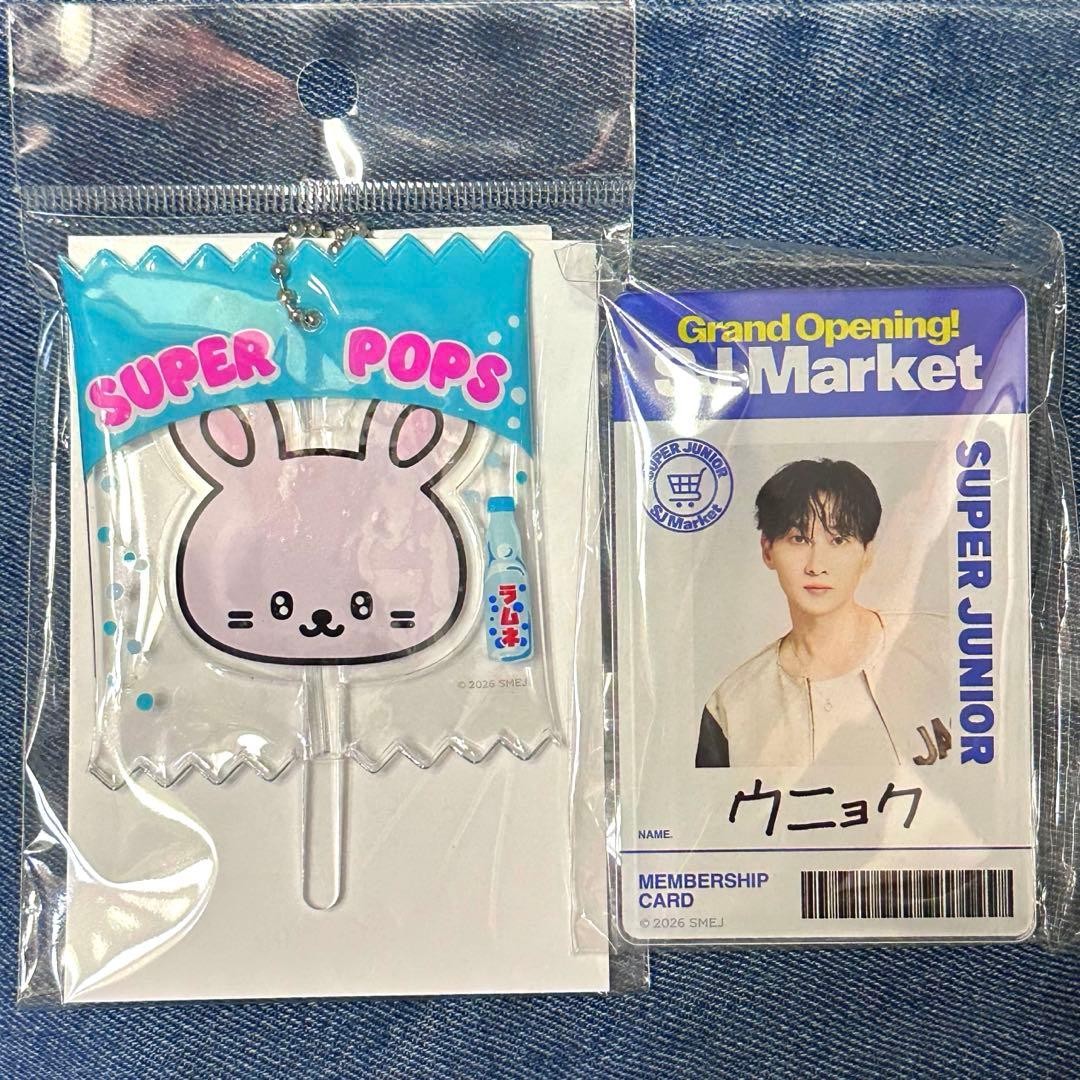 SUPER POPS
ラムネ
© 2026 SMEJ
Grand Opening!
SJ Market
SUPER JUNIOR
SJ Market
SUPER JUNIOR
ウニョク
NAME.
MEMBERSHIP
CARD
© 2026 SMEJ